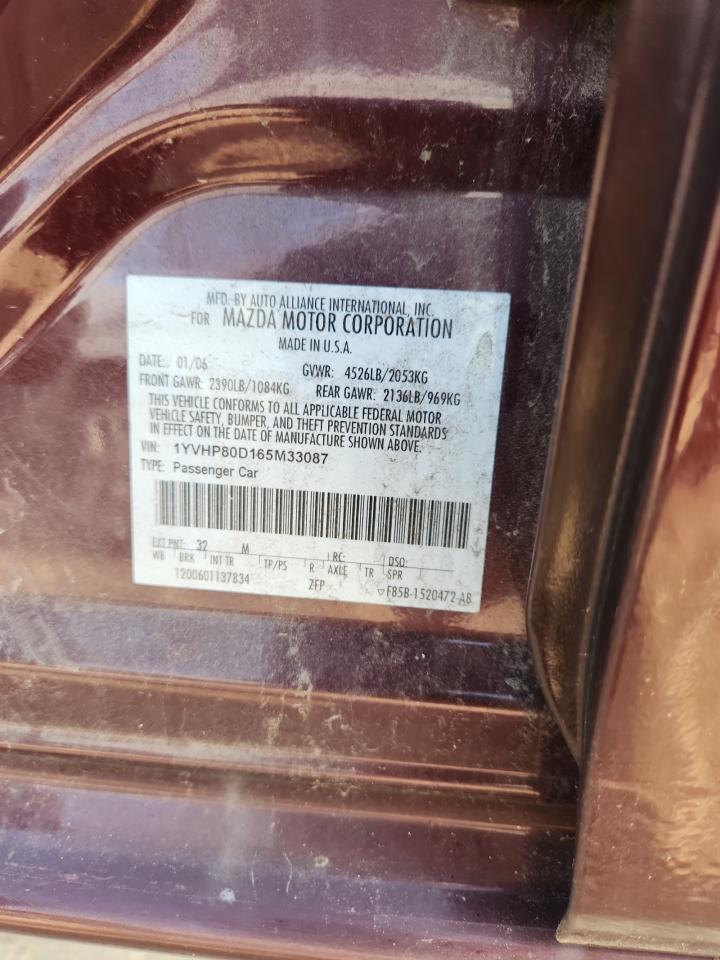 MFD. BY AUTO ALLIANCE INTERNATIONAL, INC.
FOR MAZDA MOTOR CORPORATION
MADE IN U.S.A.
DATE: 01/06 GVWR: 4526LB/2053KG
FRONT GAWR: 2390LB/1084KG REAR GAWR: 2136LB/969KG
THIS VEHICLE CONFORMS TO ALL APPLICABLE FEDERAL MOTOR
VEHICLE SAFETY, BUMPER, AND THEFT PREVENTION STANDARDS
IN EFFECT ON THE DATE OF MANUFACTURE SHOWN ABOVE.
VIN: 1YVHP80D165M33087
TYPE: Passenger Car
EXT PNT: 32 M RC: DSO:
WB BRK INT TR TP/PS R AXLE TR SPR
1200601137834 ZFP ▽F85B-1520472-AB